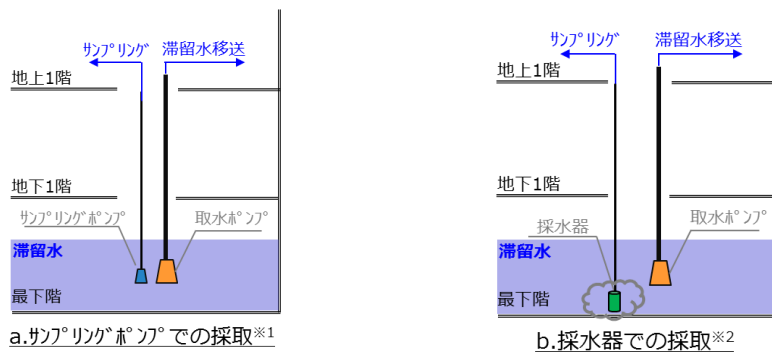 ｻﾝﾌﾟﾘﾝｸﾞ 滞留水移送
地上1階
地下1階
ｻﾝﾌﾟﾘﾝｸﾞﾎﾟﾝﾌﾟ 取水ﾎﾟﾝﾌﾟ
滞留水
最下階
a.ｻﾝﾌﾟﾘﾝｸﾞﾎﾟﾝﾌﾟでの採取※1
ｻﾝﾌﾟﾘﾝｸﾞ 滞留水移送
地上1階
地下1階
採水器 取水ﾎﾟﾝﾌﾟ
滞留水
最下階
b.採水器での採取※2